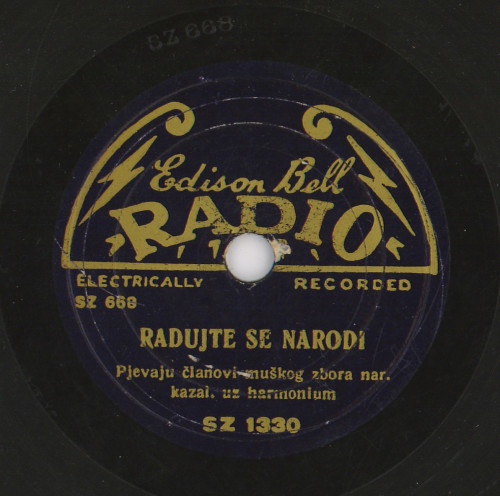 SZ 668
Edison Bell
RADIO
ELECTRICALLY RECORDED
SZ 668
RADUJTE SE NARODI
Pjevaju članovi muškog zbora nar.
kazal. uz harmonium
SZ 1330